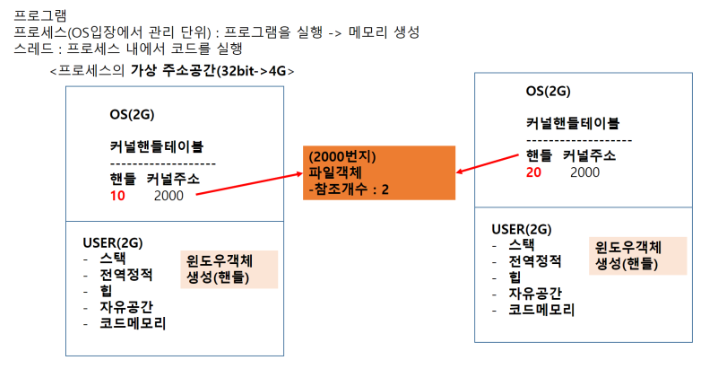 프로그램
프로세스(OS입장에서 관리 단위) : 프로그램을 실행 -> 메모리 생성
스레드 : 프로세스 내에서 코드를 실행
<프로세스의 가상 주소공간(32bit->4G>
OS(2G)
커널핸들테이블
-------------------
핸들 커널주소
10 2000
USER(2G)
- 스택
- 전역정적
- 힙
- 자유공간
- 코드메모리
윈도우객체
생성(핸들)
(2000번지)
파일객체
-참조개수 : 2
OS(2G)
커널핸들테이블
-------------------
핸들 커널주소
20 2000
USER(2G)
- 스택
- 전역정적
- 힙
- 자유공간
- 코드메모리
윈도우객체
생성(핸들)